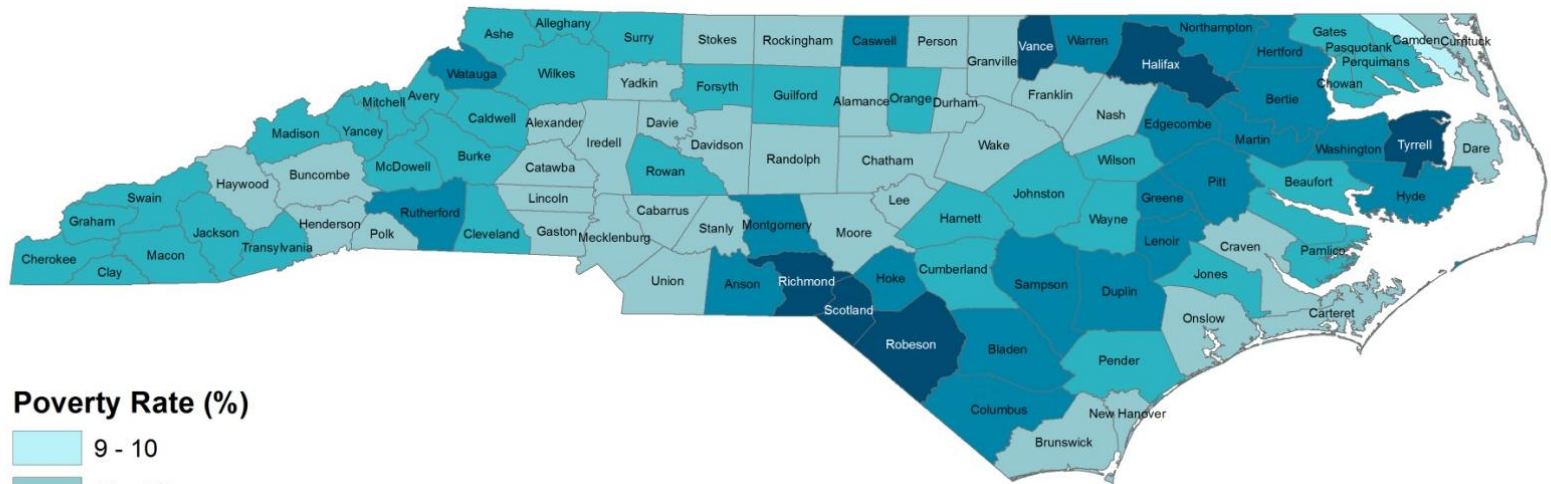 Alleghany
Ashe
Surry
Stokes
Rockingham
Caswell
Person
Vance
Warren
Northampton
Gates
Camden
Currituck
Hertford
Pasquotank
Perquimans
Granville
Halifax
Watauga
Wilkes
Yadkin
Forsyth
Guilford
Alamance
Orange
Durham
Franklin
Bertie
Chowan
Mitchell
Avery
Caldwell
Alexander
Iredell
Davie
Davidson
Randolph
Chatham
Wake
Nash
Edgecombe
Martin
Washington
Tyrrell
Dare
Madison
Yancey
McDowell
Burke
Catawba
Rowan
Wilson
Pitt
Beaufort
Hyde
Swain
Haywood
Buncombe
Rutherford
Lincoln
Cabarrus
Stanly
Montgomery
Moore
Lee
Harnett
Johnston
Wayne
Greene
Graham
Jackson
Henderson
Polk
Cleveland
Gaston
Mecklenburg
Lenoir
Craven
Pamlico
Cherokee
Clay
Macon
Transylvania
Union
Anson
Richmond
Scotland
Hoke
Cumberland
Sampson
Duplin
Jones
Onslow
Carteret
Robeson
Bladen
Pender
Columbus
New Hanover
Brunswick
Poverty Rate (%)
9 - 10